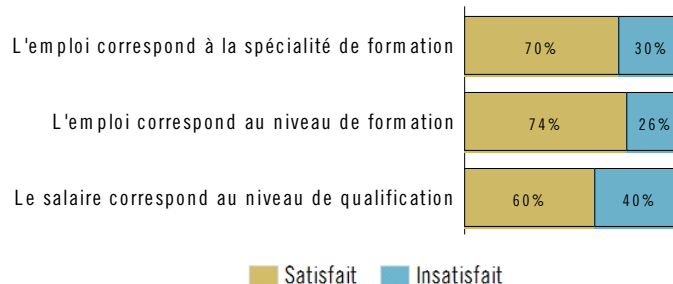 L'emploi correspond à la spécialité de formation 70% 30%
L'emploi correspond au niveau de formation 74% 26%
Le salaire correspond au niveau de qualification 60% 40%
Satisfait Insatisfait